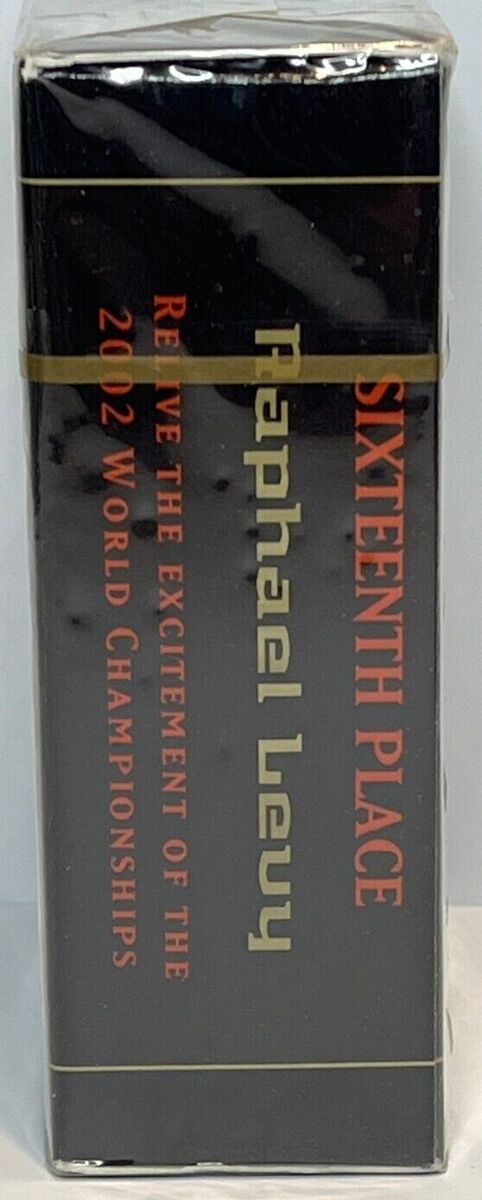 SIXTEENTH PLACE
Raphael Levy
RELIVE THE EXCITEMENT OF THE
2002 WORLD CHAMPIONSHIPS